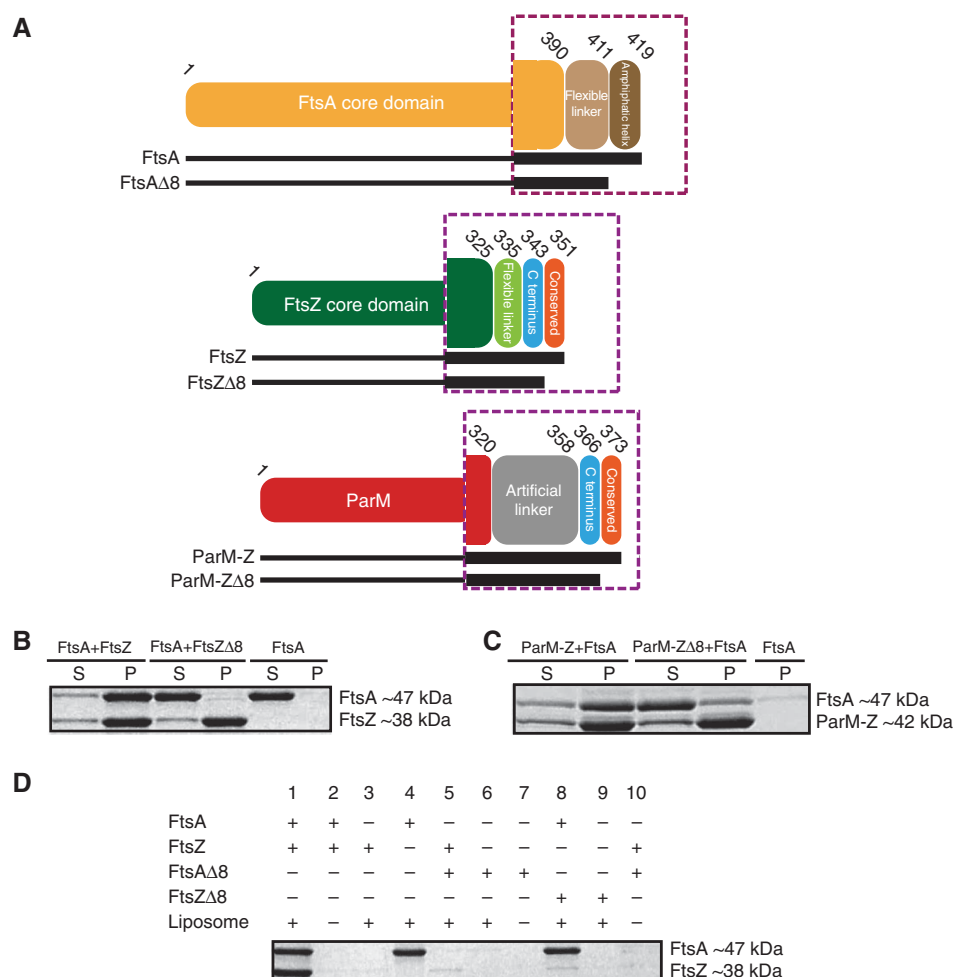 A
1 390 411 419
FtsA core domain
Flexible linker
Amphiphatic helix
FtsA
FtsAΔ8
1 325 335 343 351
FtsZ core domain
Flexible linker
C terminus
Conserved
FtsZ
FtsZΔ8
1 320 358 366 373
ParM
Artificial linker
C terminus
Conserved
ParM-Z
ParM-ZΔ8
B
FtsA+FtsZ FtsA+FtsZΔ8 FtsA
S P S P S P
FtsA ~47 kDa
FtsZ ~38 kDa
C
ParM-Z+FtsA ParM-ZΔ8+FtsA FtsA
S P S P P
FtsA ~47 kDa
ParM-Z ~42 kDa
D
1 2 3 4 5 6 7 8 9 10
FtsA + + – + – – – + – –
FtsZ + + + – + – – – – +
FtsAΔ8 – – – – + + + – – +
FtsZΔ8 – – – – – – – + + –
Liposome + – + + + + – + + –
FtsA ~47 kDa
FtsZ ~38 kDa